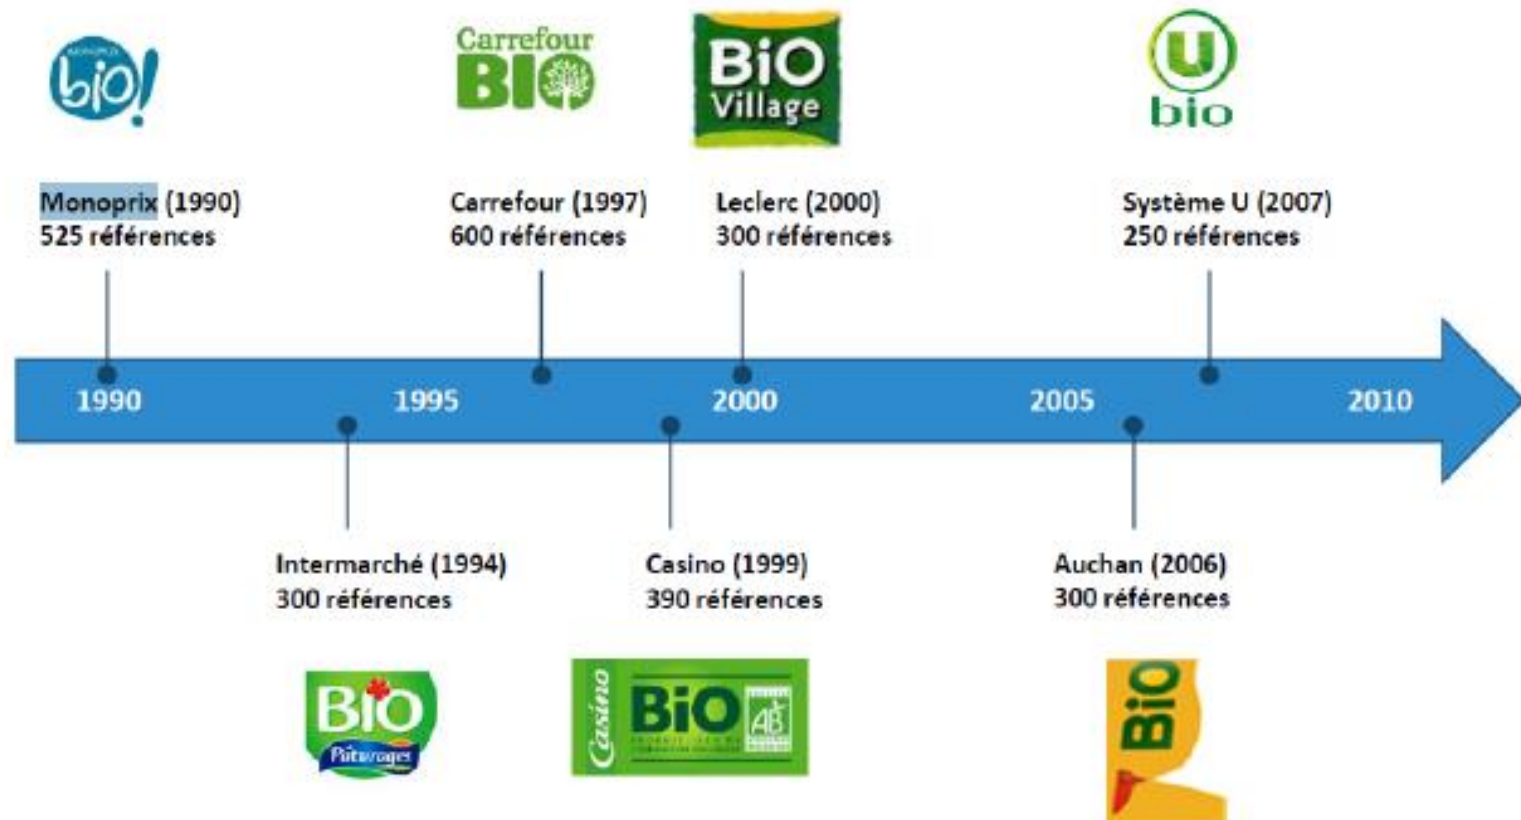 MONOPRIX
bio!
Carrefour
BIO
BiO
Village
U
bio
Monoprix (1990)
525 références
Carrefour (1997)
600 références
Leclerc (2000)
300 références
Système U (2007)
250 références
1990
1995
2000
2005
2010
Intermarché (1994)
300 références
Casino (1999)
390 références
Auchan (2006)
300 références
BiO
Pâturages
Casino
BiO
AB
BiO